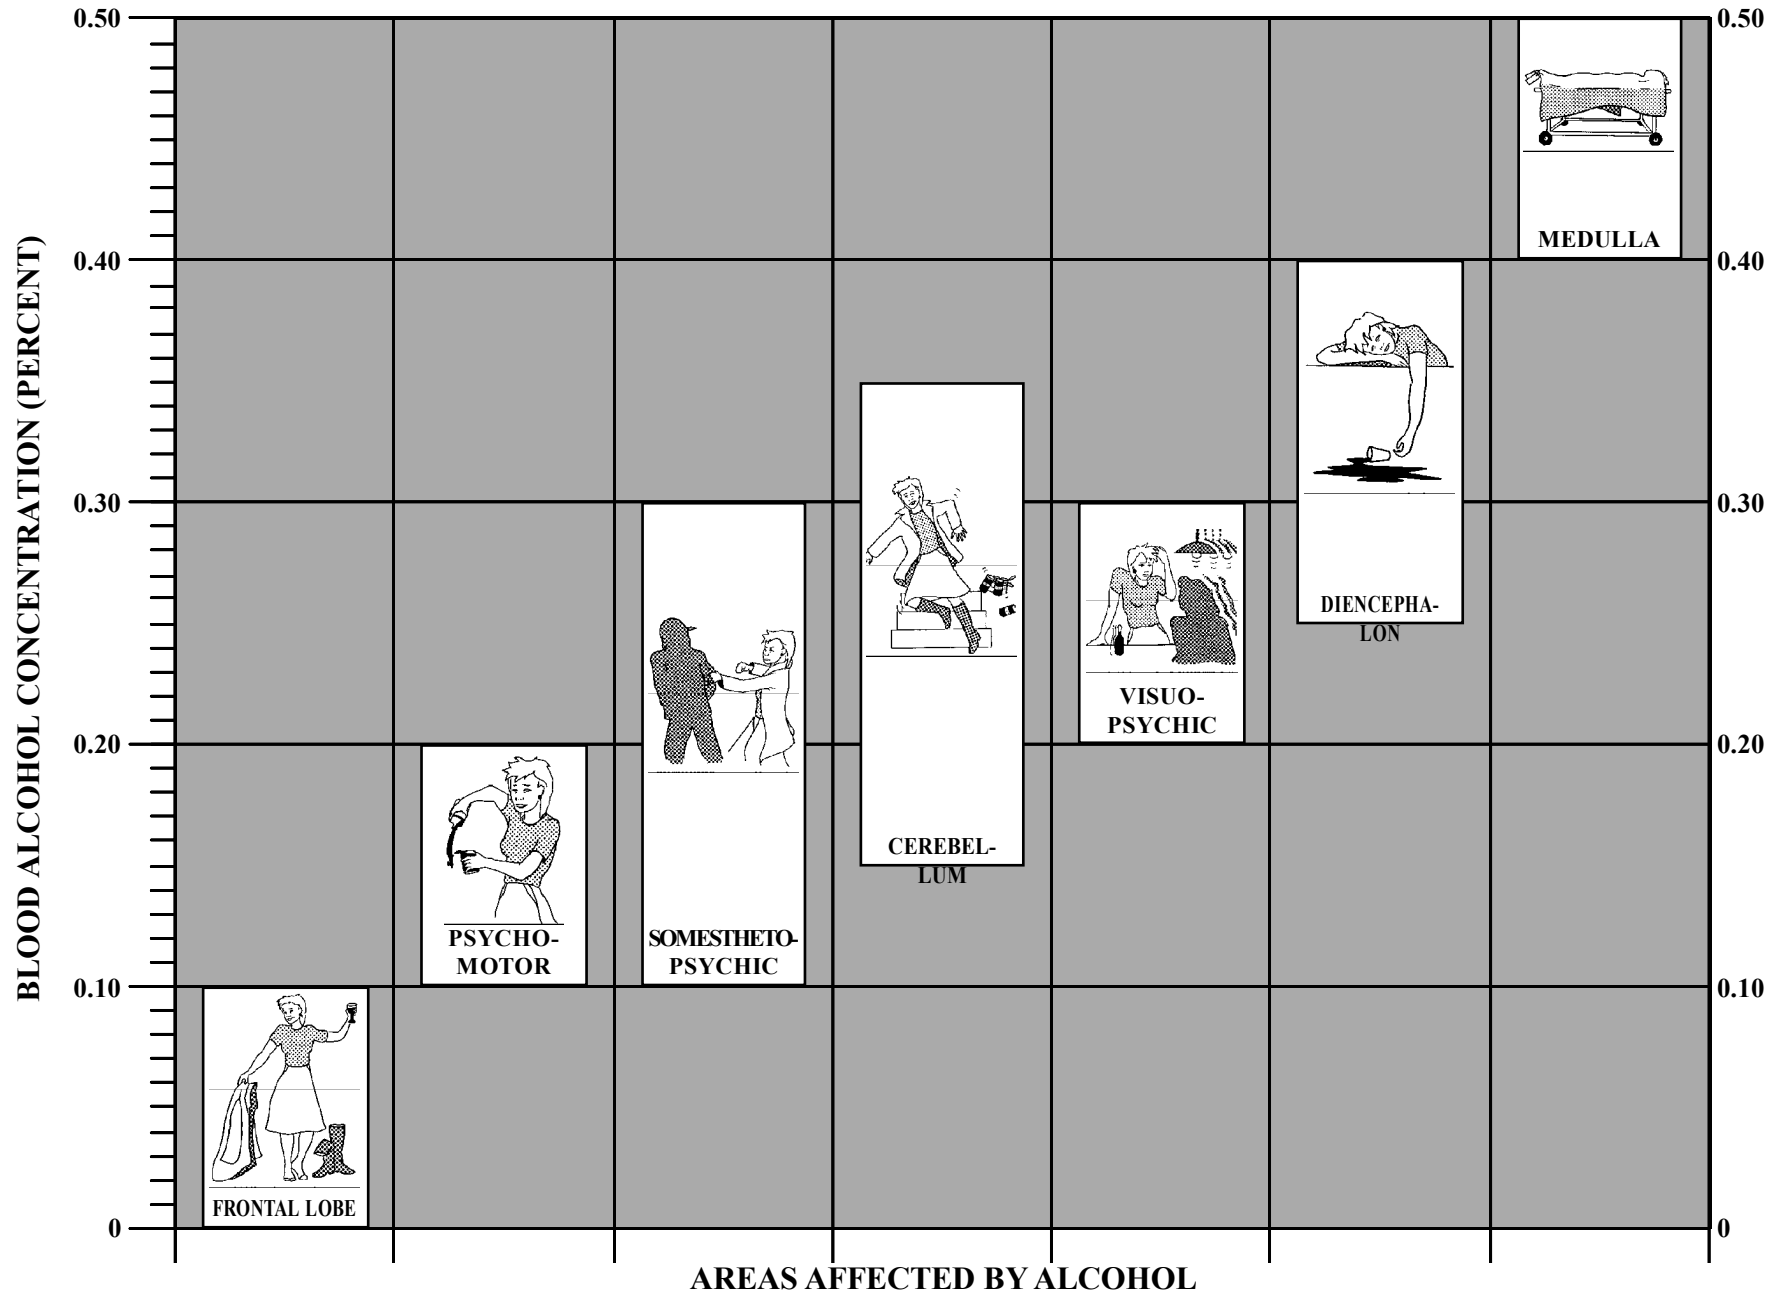 0.50
0.40
0.30
0.20
0.10
0
BLOOD ALCOHOL CONCENTRATION (PERCENT)
FRONTAL LOBE
PSYCHO-
MOTOR
SOMESTHETO-
PSYCHIC
CEREBEL-
LUM
VISUO-
PSYCHIC
DIENCEPHA-
LON
MEDULLA
0.50
0.40
0.30
0.20
0.10
0
AREAS AFFECTED BY ALCOHOL